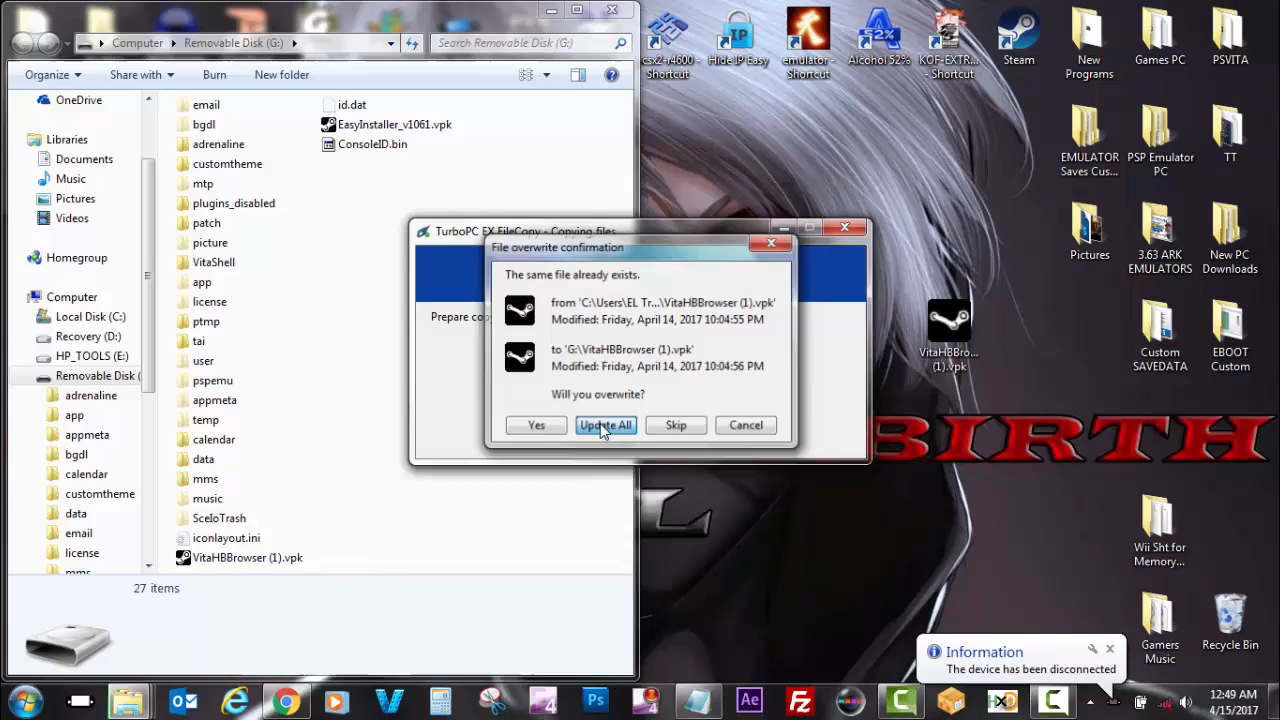 Computer
Removable Disk (G:)
Search Removable Disk (G:)
Organize
Share with
Burn
New folder
OneDrive
Libraries
Documents
Music
Pictures
Videos
Homegroup
Computer
Local Disk (C:)
Recovery (D:)
HP_TOOLS (E:)
Removable Disk (
adrenaline
app
appmeta
bgdl
calendar
customtheme
data
email
license
mms
email
bgdl
adrenaline
customtheme
mtp
plugins_disabled
patch
picture
VitaShell
app
license
ptmp
tai
user
pspemu
appmeta
temp
calendar
data
mms
music
SceIoTrash
iconlayout.ini
VitaHBBrowser (1).vpk
id.dat
EasyInstaller_v1061.vpk
ConsoleID.bin
27 items
TurboPC EX FileCopy - Copying files
File overwrite confirmation
The same file already exists.
from 'C:\Users\EL Tr...\VitaHBBrowser (1).vpk'
Modified: Friday, April 14, 2017 10:04:55 PM
to 'G:\VitaHBBrowser (1).vpk'
Modified: Friday, April 14, 2017 10:04:56 PM
Will you overwrite?
Yes
Update All
Skip
Cancel
csx2-r4600 -
Shortcut
Hide IP Easy
emulator -
Shortcut
Alcohol 52%
52%
IP
KOF-EXTR...
- Shortcut
Steam
New
Programs
Games PC
PSVITA
EMULATOR
Saves Cus...
PSP Emulator
PC
TT
Pictures
3.63 ARK
EMULATORS
New PC
Downloads
VitaHBBro...
(1).vpk
Custom
SAVEDATA
EBOOT
Custom
BIRTH
Wii Sht for
Memory...
Gamers
Music
Recycle Bin
Information
The device has been disconnected
Ps
Ae
Fz
12:49 AM
4/15/2017